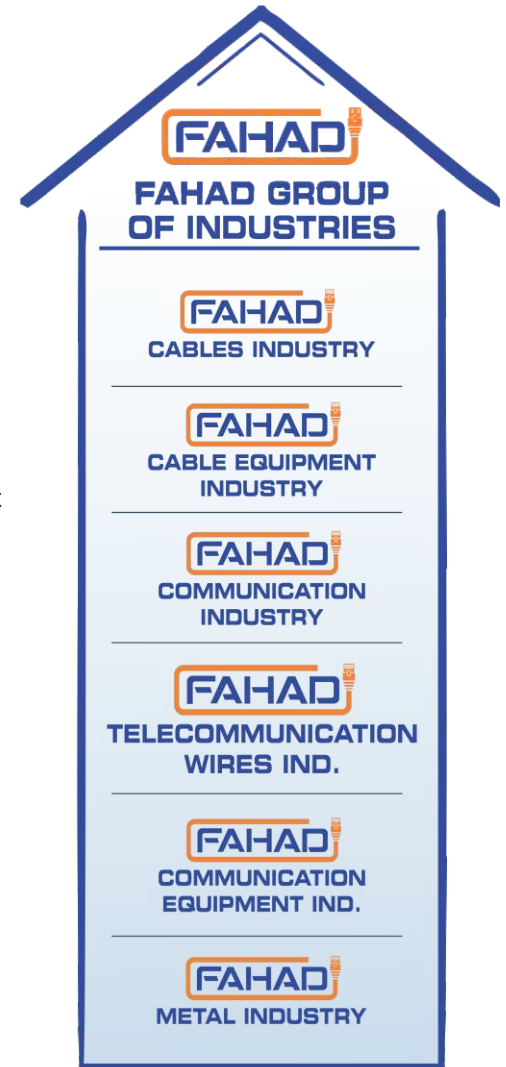 FAHAD
FAHAD GROUP
OF INDUSTRIES
FAHAD
CABLES INDUSTRY
FAHAD
CABLE EQUIPMENT
INDUSTRY
FAHAD
COMMUNICATION
INDUSTRY
FAHAD
TELECOMMUNICATION
WIRES IND.
FAHAD
COMMUNICATION
EQUIPMENT IND.
FAHAD
METAL INDUSTRY